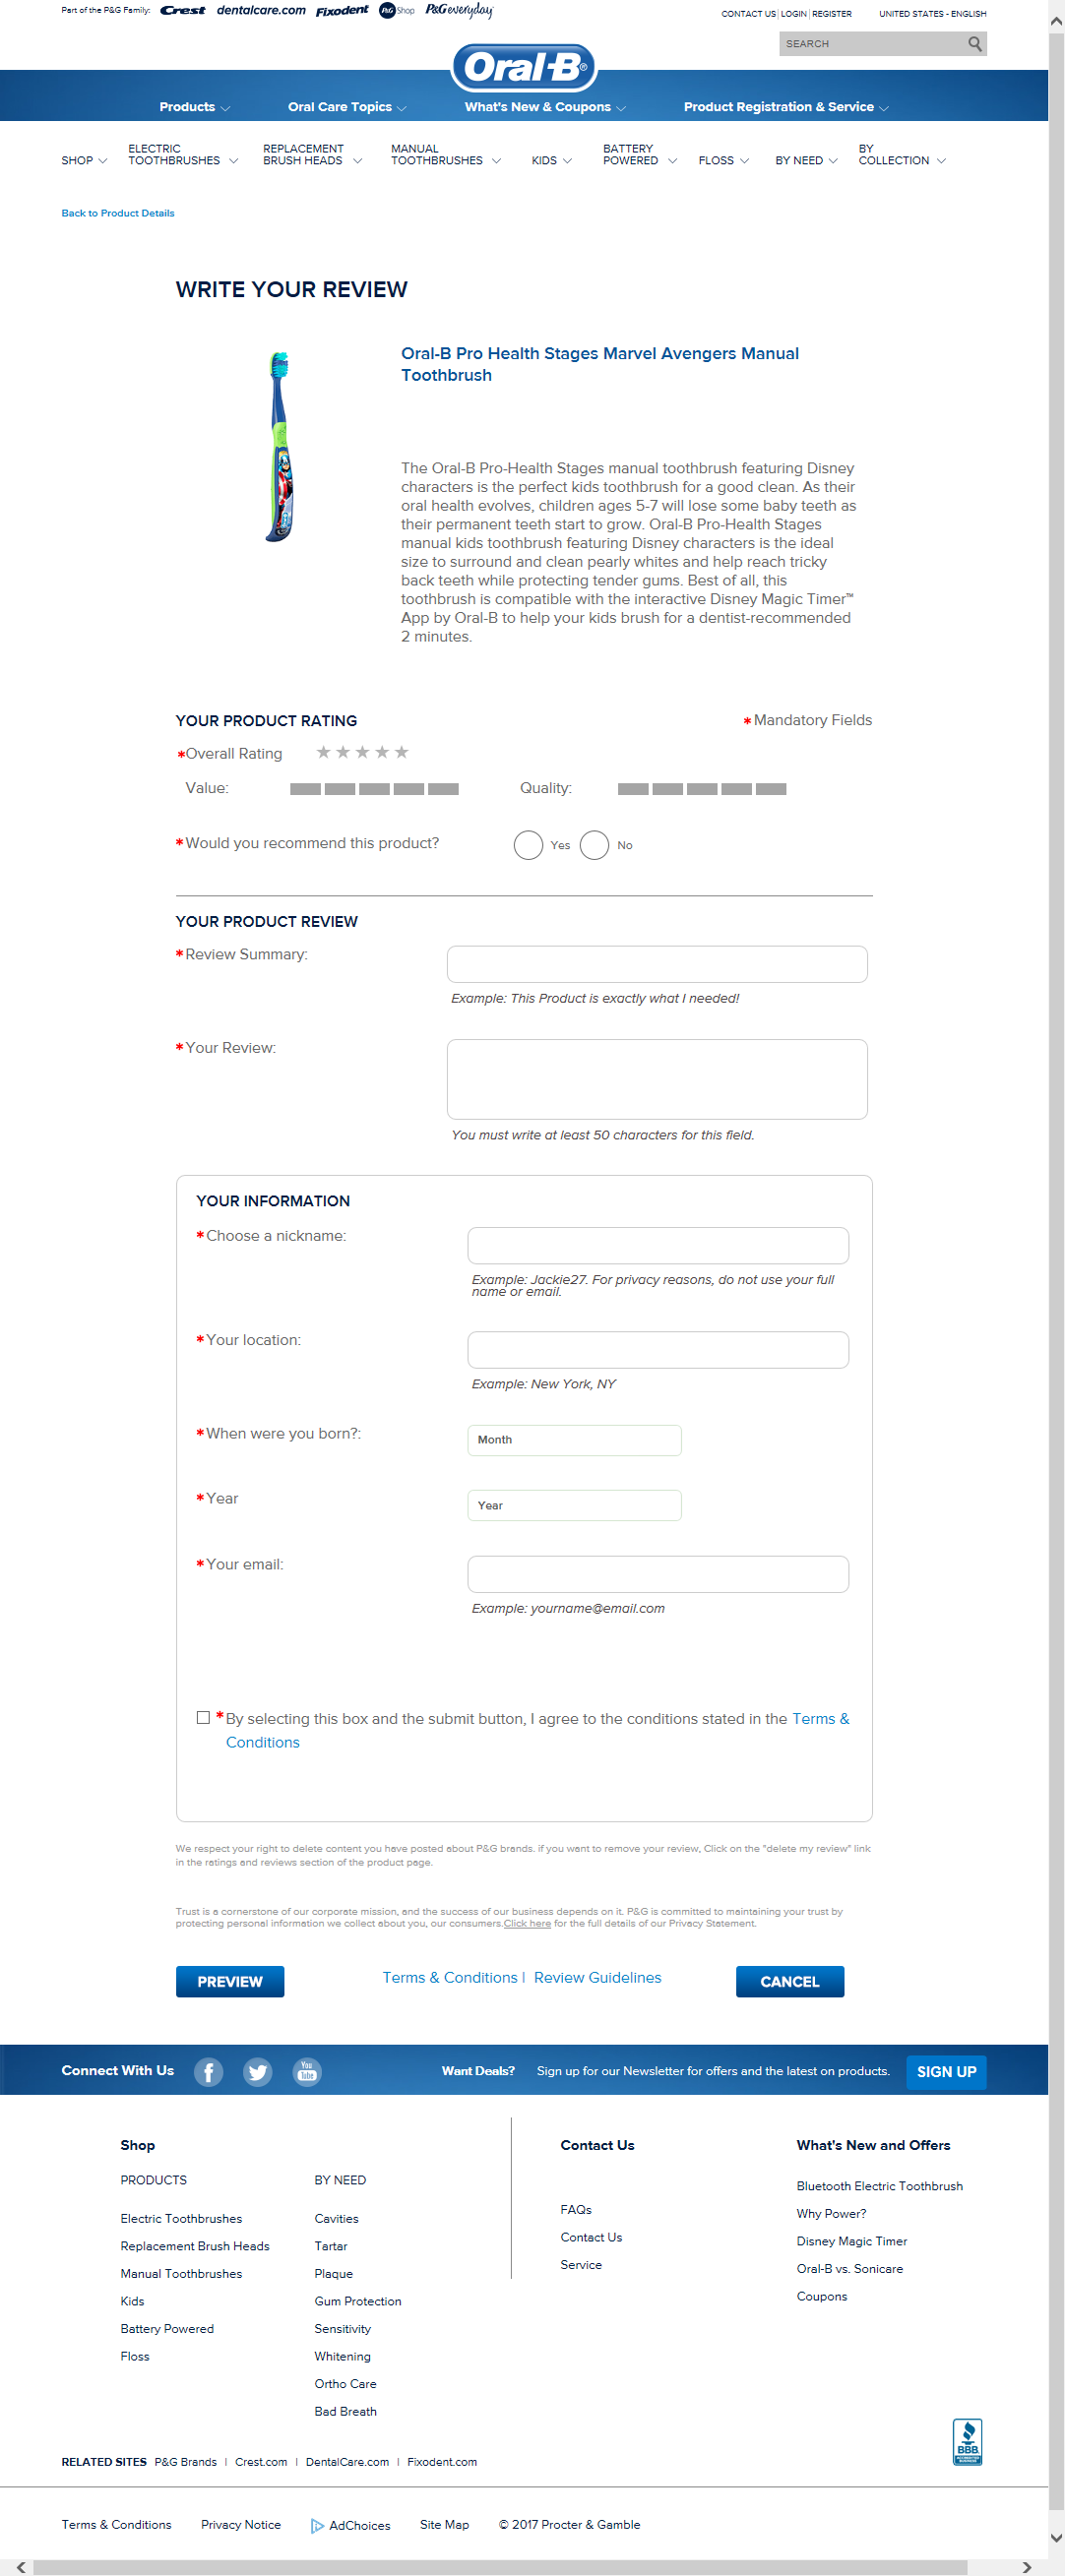 Part of the P&G Family: Crest dentalcare.com Fixodent P&G Shop P&G everyday
CONTACT US | LOGIN | REGISTER UNITED STATES - ENGLISH
SEARCH
Oral-B®
Products Oral Care Topics What's New & Coupons Product Registration & Service
SHOP ELECTRIC TOOTHBRUSHES REPLACEMENT BRUSH HEADS MANUAL TOOTHBRUSHES KIDS BATTERY POWERED FLOSS BY NEED BY COLLECTION
Back to Product Details
WRITE YOUR REVIEW
Oral-B Pro Health Stages Marvel Avengers Manual
Toothbrush
The Oral-B Pro-Health Stages manual toothbrush featuring Disney
characters is the perfect kids toothbrush for a good clean. As their
oral health evolves, children ages 5-7 will lose some baby teeth as
their permanent teeth start to grow. Oral-B Pro-Health Stages
manual kids toothbrush featuring Disney characters is the ideal
size to surround and clean pearly whites and help reach tricky
back teeth while protecting tender gums. Best of all, this
toothbrush is compatible with the interactive Disney Magic Timer™
App by Oral-B to help your kids brush for a dentist-recommended
2 minutes.
YOUR PRODUCT RATING
* Mandatory Fields
*Overall Rating
Value: Quality:
*Would you recommend this product? Yes No
YOUR PRODUCT REVIEW
*Review Summary:
Example: This Product is exactly what I needed!
*Your Review:
You must write at least 50 characters for this field.
YOUR INFORMATION
*Choose a nickname:
Example: Jackie27. For privacy reasons, do not use your full
name or email.
*Your location:
Example: New York, NY
*When were you born?: Month
*Year Year
*Your email:
Example: yourname@email.com
*By selecting this box and the submit button, I agree to the conditions stated in the Terms &
Conditions
We respect your right to delete content you have posted about P&G brands. if you want to remove your review, Click on the "delete my review" link
in the ratings and reviews section of the product page.
Trust is a cornerstone of our corporate mission, and the success of our business depends on it. P&G is committed to maintaining your trust by
protecting personal information we collect about you, our consumers.Click here for the full details of our Privacy Statement.
PREVIEW Terms & Conditions | Review Guidelines CANCEL
Connect With Us You Tube Want Deals? Sign up for our Newsletter for offers and the latest on products. SIGN UP
Shop
PRODUCTS
Electric Toothbrushes
Replacement Brush Heads
Manual Toothbrushes
Kids
Battery Powered
Floss
BY NEED
Cavities
Tartar
Plaque
Gum Protection
Sensitivity
Whitening
Ortho Care
Bad Breath
Contact Us
FAQs
Contact Us
Service
What's New and Offers
Bluetooth Electric Toothbrush
Why Power?
Disney Magic Timer
Oral-B vs. Sonicare
Coupons
BBB.
RELATED SITES P&G Brands | Crest.com | DentalCare.com | Fixodent.com
Terms & Conditions Privacy Notice AdChoices Site Map © 2017 Procter & Gamble